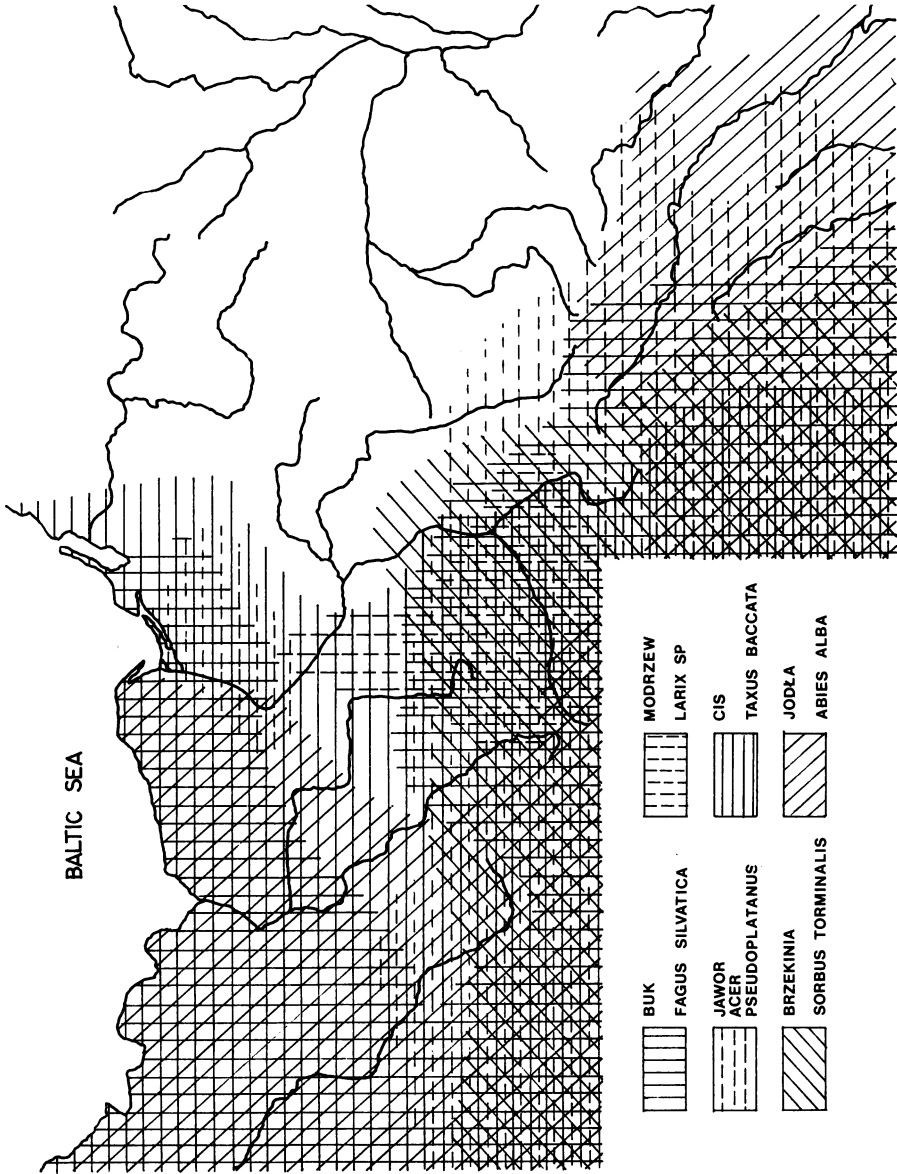 BALTIC SEA
BUK
FAGUS SILVATICA
JAWOR
ACER
PSEUDOPLATANUS
BRZEKINIA
SORBUS TORMINALIS
MODRZEW
LARIX SP
CIS
TAXUS BACCATA
JODŁA
ABIES ALBA